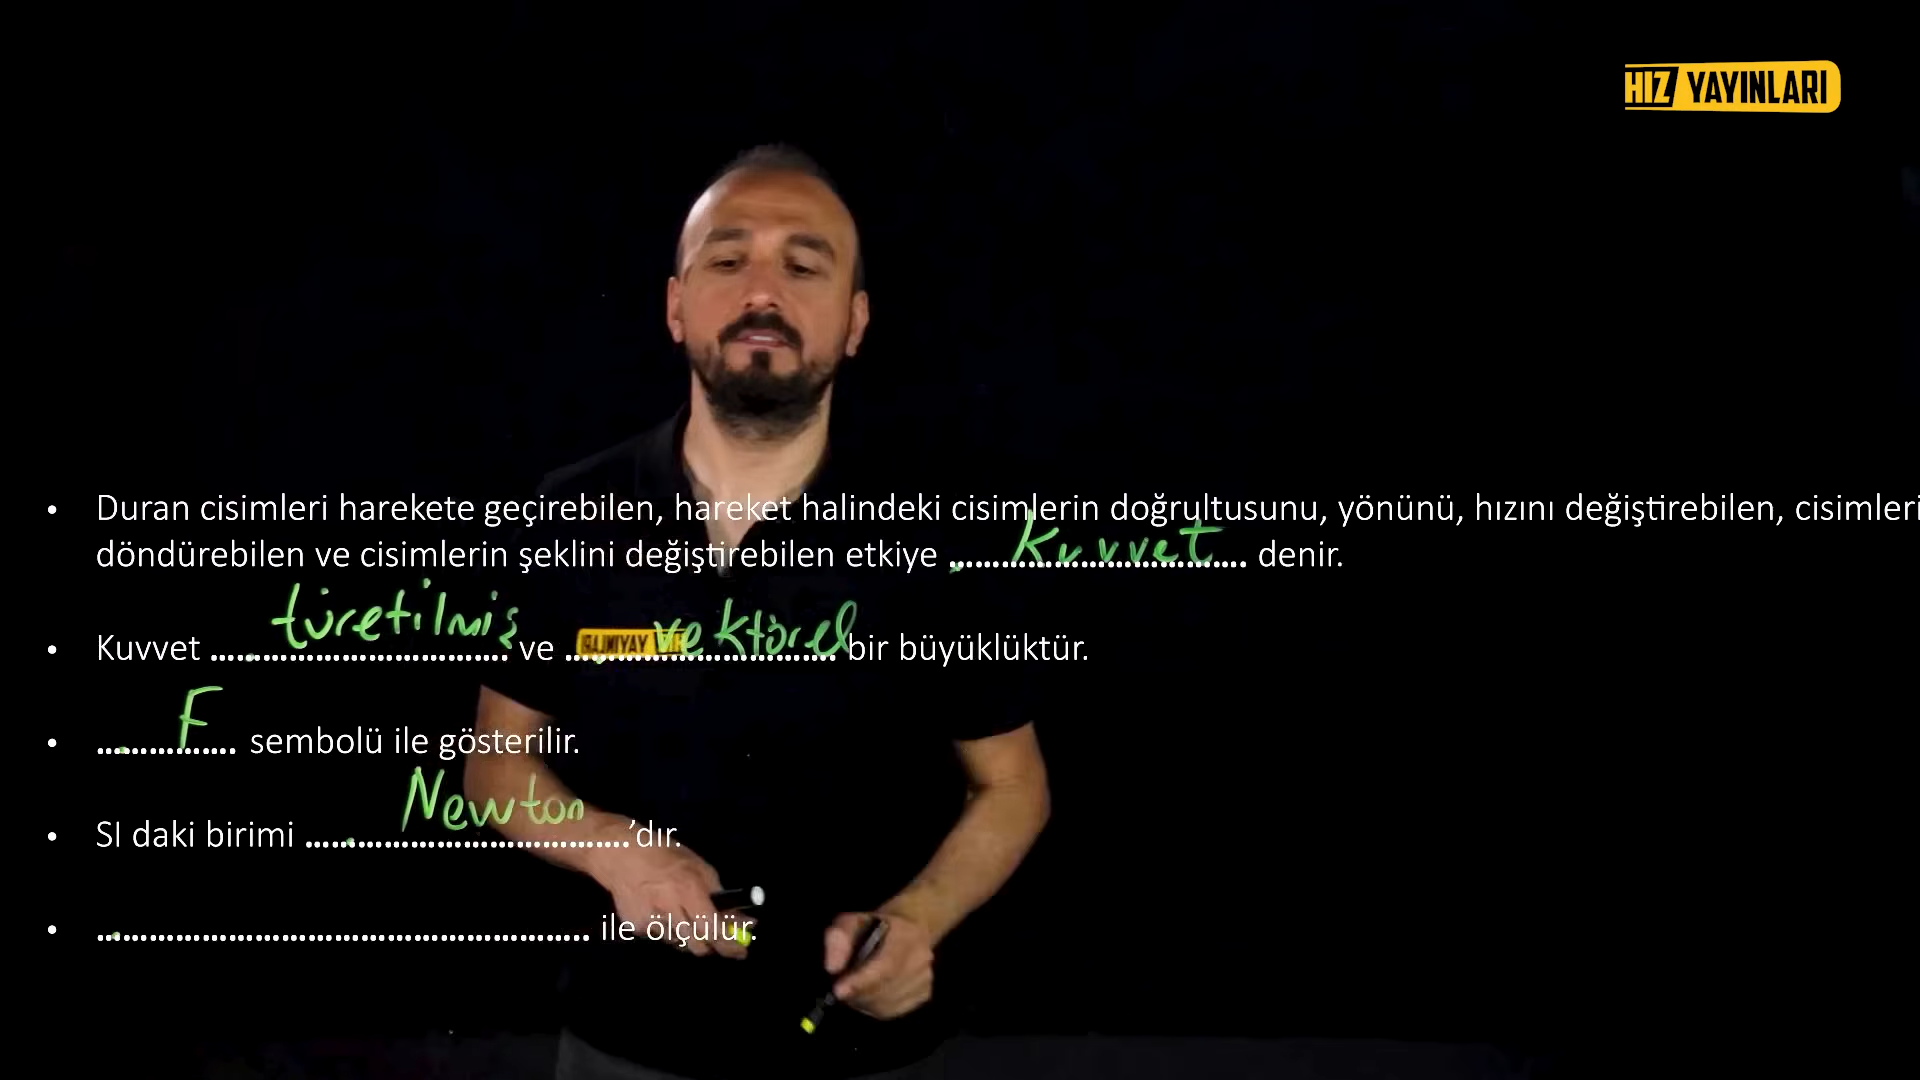 HIZ YAYINLARI
• Duran cisimleri harekete geçirebilen, hareket halindeki cisimlerin doğrultusunu, yönünü, hızını değiştirebilen, cisimleri
döndürebilen ve cisimlerin şeklini değiştirebilen etkiye ................Kuvvet................ denir.
• Kuvvet ................türetilmiş................ ve ................vektörel................ bir büyüklüktür.
• ........F........ sembolü ile gösterilir.
• SI daki birimi ................Newton................'dır.
• ................................................ ile ölçülür.